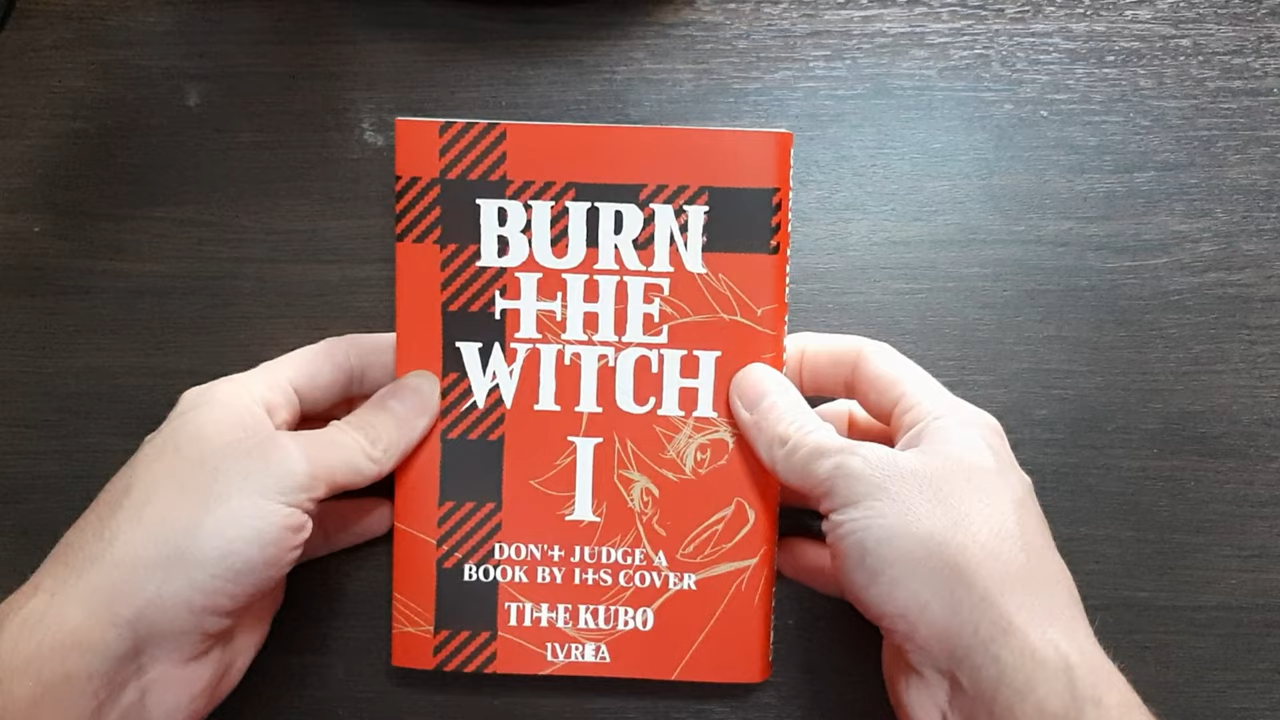 BURN
THE
WITCH
I
DON'T JUDGE A
BOOK BY ITS COVER
TITE KUBO
IVREA